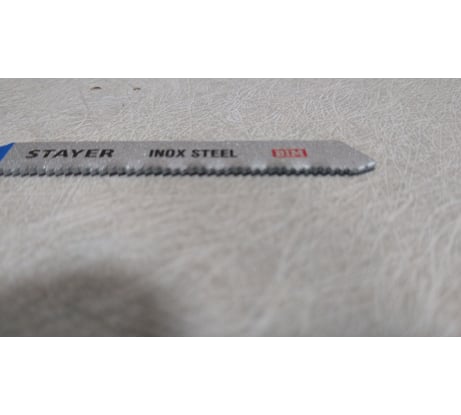 STAYER INOX STEEL BIM